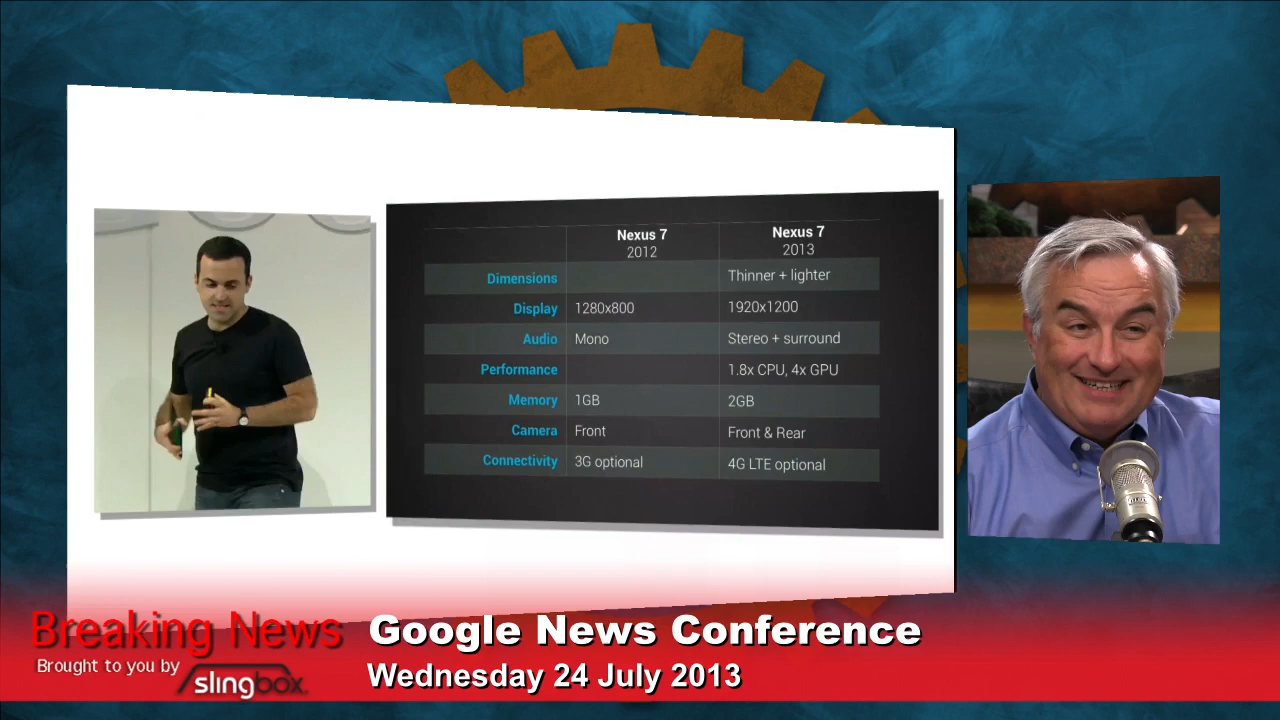 Nexus 7 Nexus 7
2012 2013
Dimensions Thinner + lighter
Display 1280x800 1920x1200
Audio Mono Stereo + surround
Performance 1.8x CPU, 4x GPU
Memory 1GB 2GB
Camera Front Front & Rear
Connectivity 3G optional 4G LTE optional
Breaking News
Brought to you by
slingbox
Google News Conference
Wednesday 24 July 2013